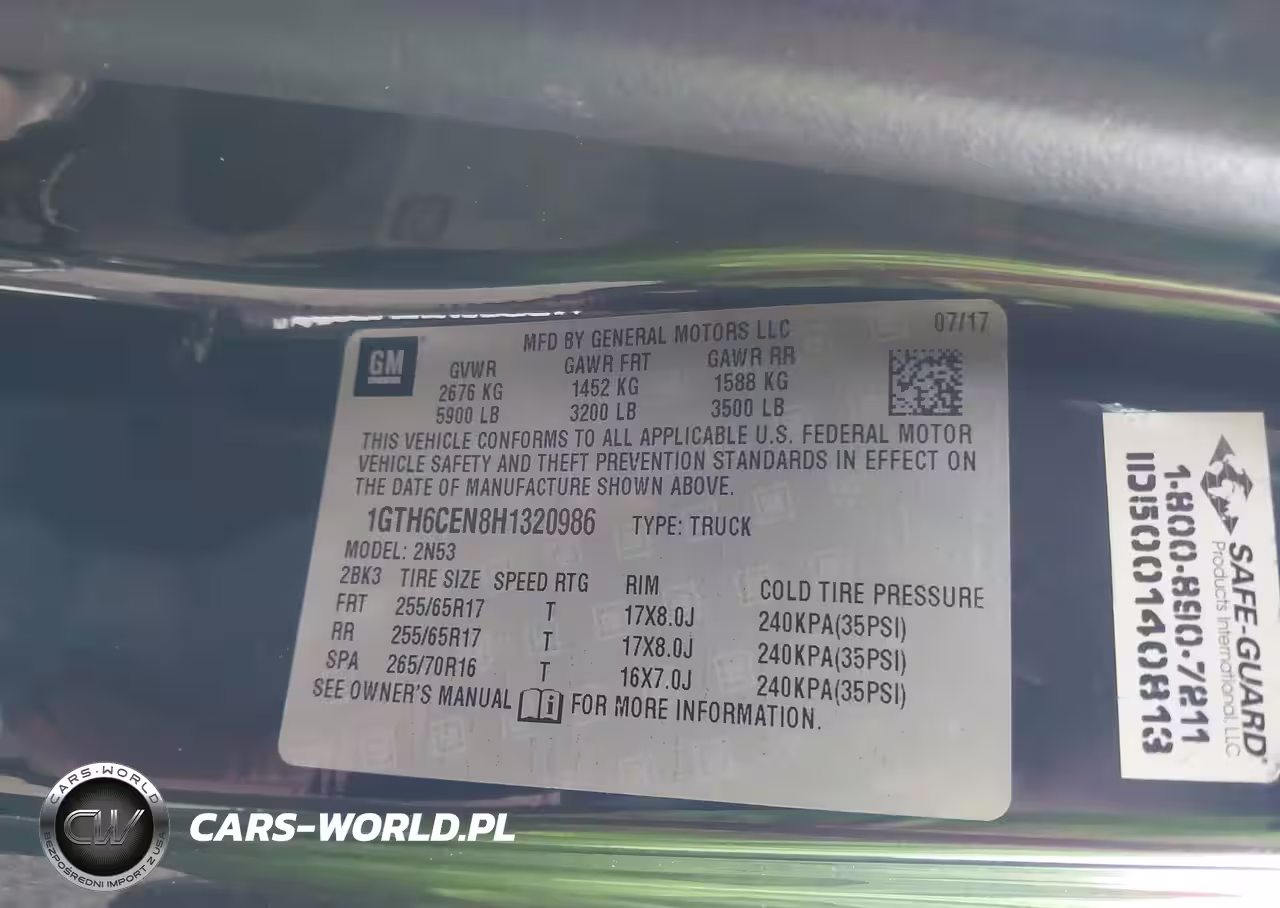 MFD BY GENERAL MOTORS LLC
07/17
GM
GVWR GAWR FRT GAWR RR
2676 KG 1452 KG 1588 KG
5900 LB 3200 LB 3500 LB
THIS VEHICLE CONFORMS TO ALL APPLICABLE U.S. FEDERAL MOTOR
VEHICLE SAFETY AND THEFT PREVENTION STANDARDS IN EFFECT ON
THE DATE OF MANUFACTURE SHOWN ABOVE.
1GTH6CEN8H1320986 TYPE: TRUCK
MODEL: 2N53
2BK3 TIRE SIZE SPEED RTG RIM COLD TIRE PRESSURE
FRT 255/65R17 T 17X8.0J 240KPA(35PSI)
RR 255/65R17 T 17X8.0J 240KPA(35PSI)
SPA 265/70R16 T 16X7.0J 240KPA(35PSI)
SEE OWNER'S MANUAL FOR MORE INFORMATION.
SAFE-GUARD
Products International, LLC
1-800-890-7211
CARS-WORLD
CW
BEZPOŚREDNI IMPORT Z USA
CARS-WORLD.PL